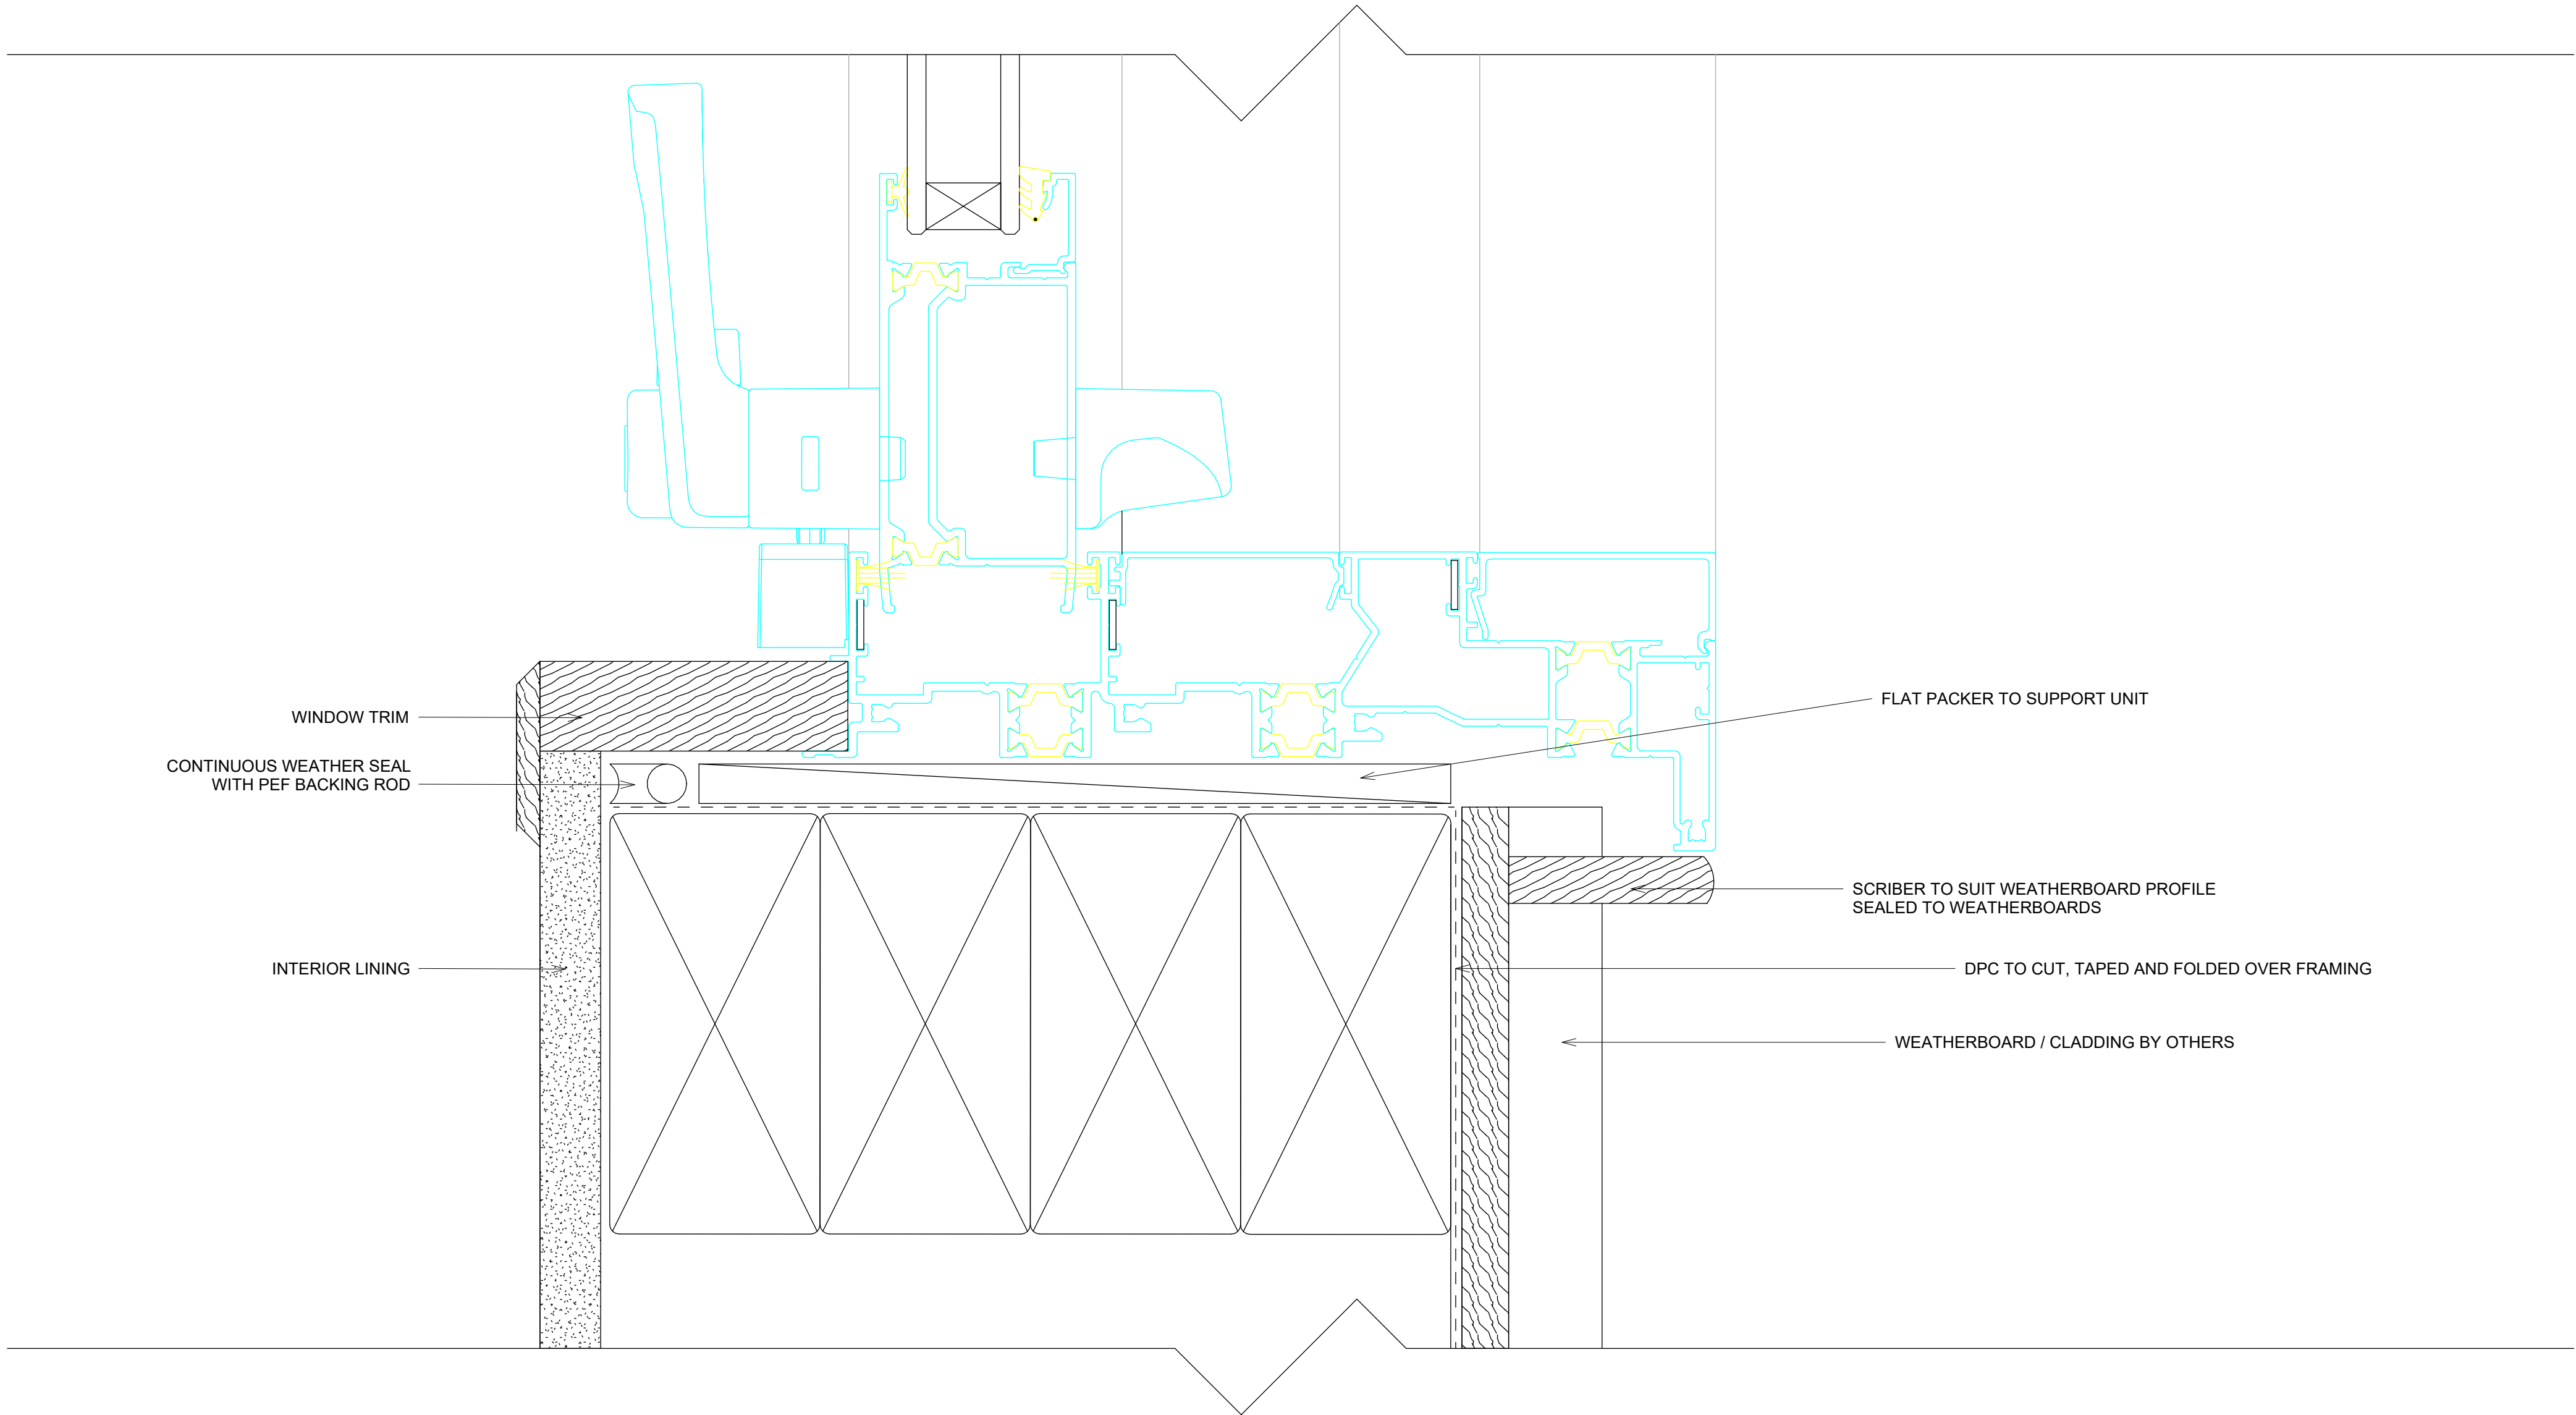 WINDOW TRIM
CONTINUOUS WEATHER SEAL
WITH PEF BACKING ROD
INTERIOR LINING
FLAT PACKER TO SUPPORT UNIT
SCRIBER TO SUIT WEATHERBOARD PROFILE
SEALED TO WEATHERBOARDS
DPC TO CUT, TAPED AND FOLDED OVER FRAMING
WEATHERBOARD / CLADDING BY OTHERS